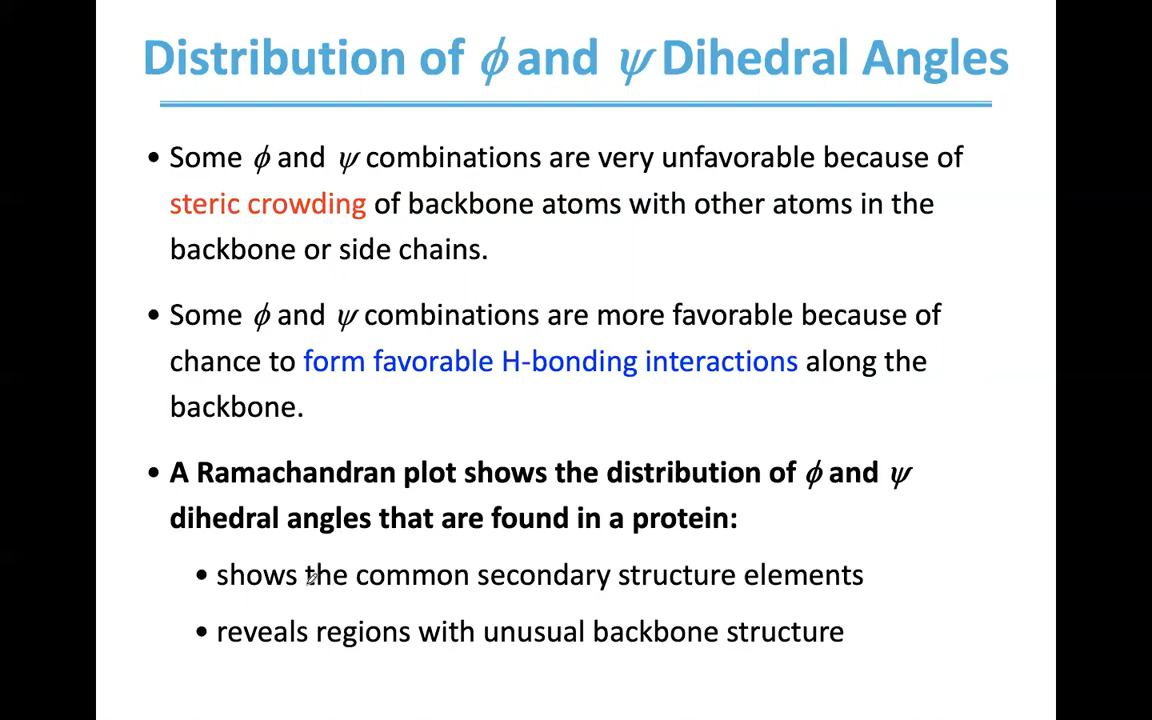 Distribution of ϕ and ψ Dihedral Angles
• Some ϕ and ψ combinations are very unfavorable because of
steric crowding of backbone atoms with other atoms in the
backbone or side chains.
• Some ϕ and ψ combinations are more favorable because of
chance to form favorable H-bonding interactions along the
backbone.
• A Ramachandran plot shows the distribution of ϕ and ψ
dihedral angles that are found in a protein:
• shows the common secondary structure elements
• reveals regions with unusual backbone structure